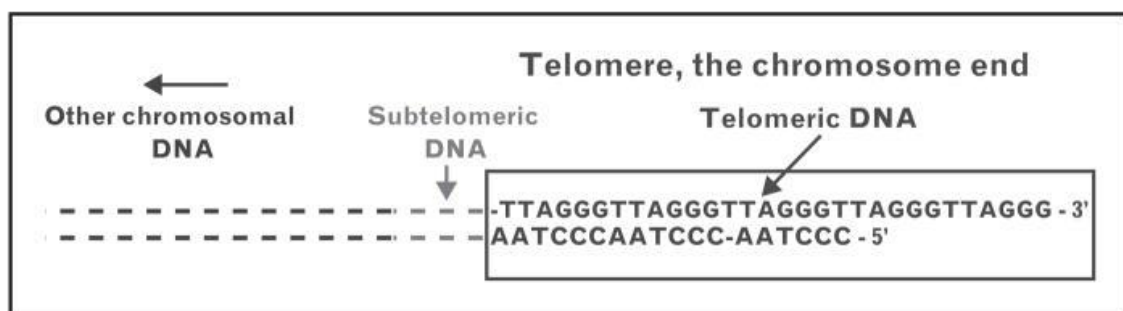 Telomere, the chromosome end
Other chromosomal
DNA
Subtelomeric
DNA
Telomeric DNA
-TTAGGGTTAGGGTTAGGGTTAGGGTTAGGG - 3'
AATCCCAATCCC-AATCCC - 5'